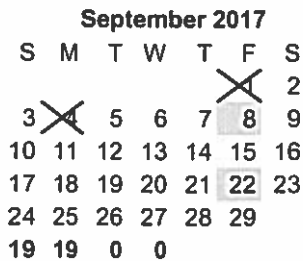 September 2017
S M T W T F S
1 2
3 4 5 6 7 8 9
10 11 12 13 14 15 16
17 18 19 20 21 22 23
24 25 26 27 28 29
19 19 0 0